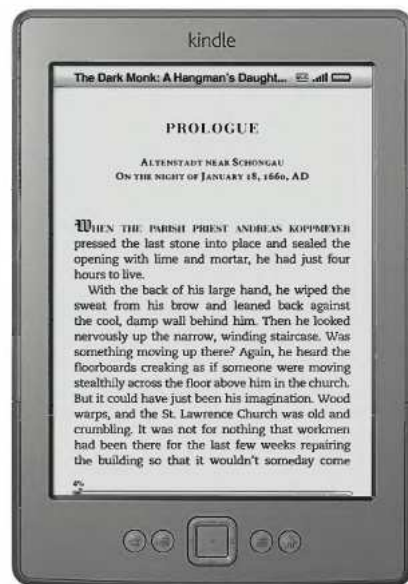 kindle
The Dark Monk: A Hangman's Daught...
PROLOGUE
ALTENSTADT NEAR SCHONGAU
ON THE NIGHT OF JANUARY 18, 1660, AD
WHEN THE PARISH PRIEST ANDREAS KOPPMEYER
pressed the last stone into place and sealed the
opening with lime and mortar, he had just four
hours to live.
With the back of his large hand, he wiped the
sweat from his brow and leaned back against
the cool, damp wall behind him. Then he looked
nervously up the narrow, winding staircase. Was
something moving up there? Again, he heard the
floorboards creaking as if someone were moving
stealthily across the floor above him in the church.
But it could have just been his imagination. Wood
warps, and the St. Lawrence Church was old and
crumbling. It was not for nothing that workmen
had been there for the last few weeks repairing
the building so that it wouldn't someday come